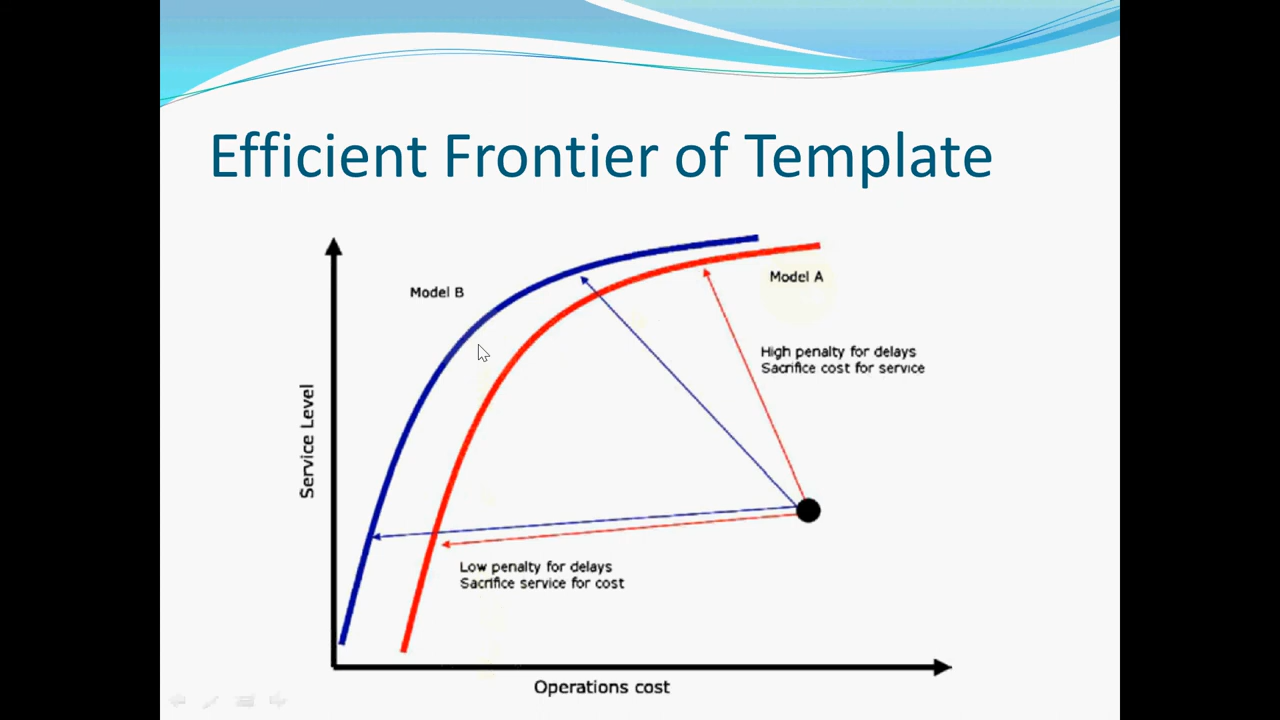 Efficient Frontier of Template
Model B
Model A
High penalty for delays
Sacrifice cost for service
Service Level
Low penalty for delays
Sacrifice service for cost
Operations cost